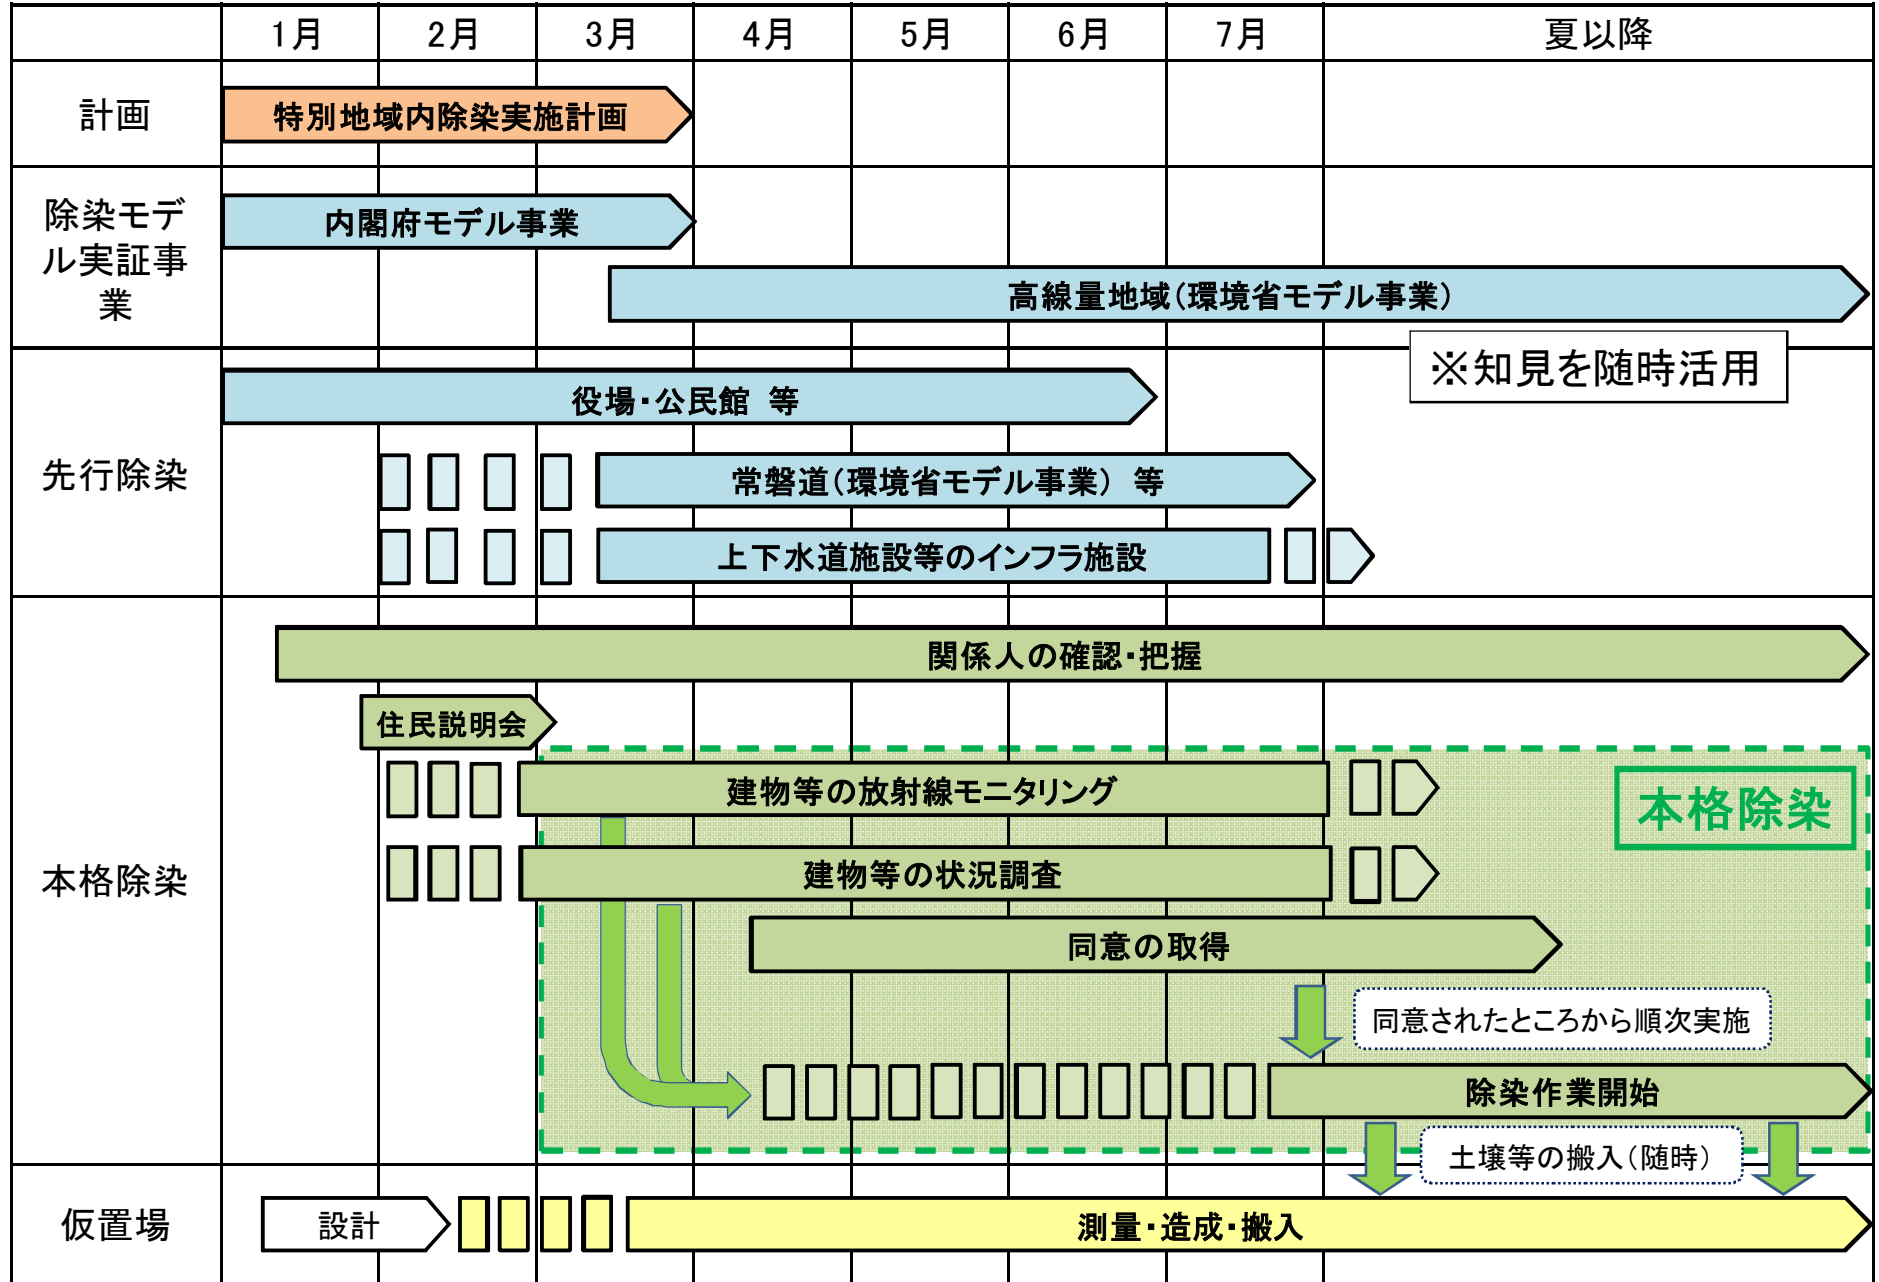 1月 2月 3月 4月 5月 6月 7月 夏以降
計画
特別地域内除染実施計画
除染モデ
ル実証事
業
内閣府モデル事業
高線量地域(環境省モデル事業)
※知見を随時活用
先行除染
役場・公民館 等
常磐道(環境省モデル事業) 等
上下水道施設等のインフラ施設
本格除染
関係人の確認・把握
住民説明会
本格除染
建物等の放射線モニタリング
建物等の状況調査
同意の取得
同意されたところから順次実施
除染作業開始
土壌等の搬入(随時)
仮置場
設計
測量・造成・搬入